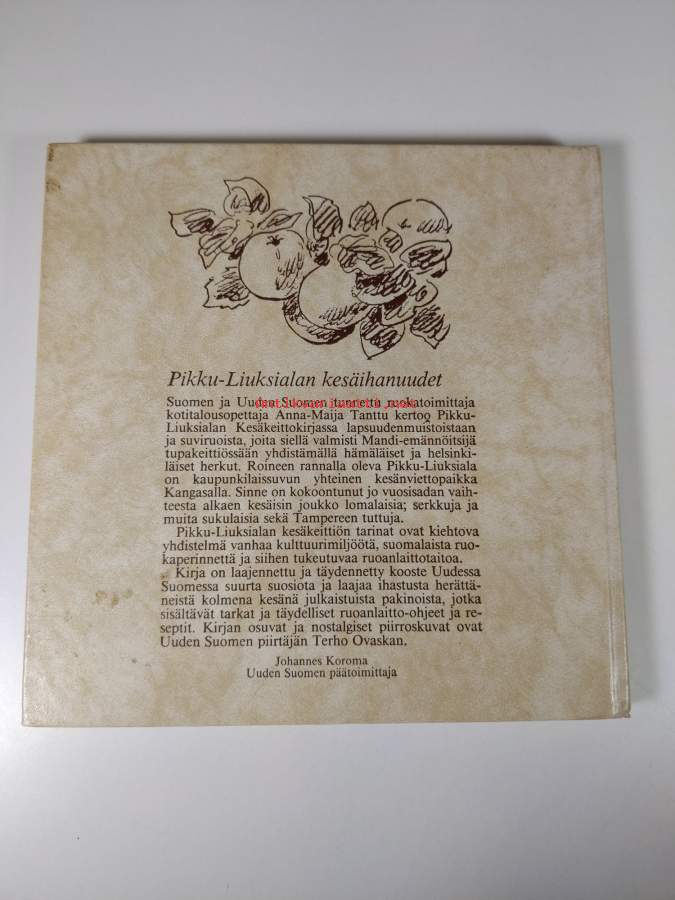 Pikku-Liuksialan kesäihanuudet
Suomen ja Uuden Suomen tunnettu ruokatoimittaja
kotitalousopettaja Anna-Maija Tanttu kertoo Pikku-
Liuksialan Kesäkeittokirjassa lapsuudenmuistoistaan
ja suviruoista, joita siellä valmisti Mandi-emännöitsijä
tupakeittiössään yhdistämällä hämäläiset ja helsinki-
läiset herkut. Roineen rannalla oleva Pikku-Liuksiala
on kaupunkilaissuvun yhteinen kesänviettopaikka
Kangasalla. Sinne on kokoontunut jo vuosisadan vaih-
teesta alkaen kesäisin joukko lomalaisia; serkkuja ja
muita sukulaisia sekä Tampereen tuttuja.
Pikku-Liuksialan kesäkeittiön tarinat ovat kiehtova
yhdistelmä vanhaa kulttuurimiljöötä, suomalaista ruo-
kaperinnettä ja siihen tukeutuvaa ruoanlaittotaitoa.
Kirja on laajennettu ja täydennetty kooste Uudessa
Suomessa suurta suosiota ja laajaa ihastusta herättä-
neistä kolmena kesänä julkaistuista pakinoista, jotka
sisältävät tarkat ja täydelliset ruoanlaitto-ohjeet ja re-
septit. Kirjan osuvat ja nostalgiset piirroskuvat ovat
Uuden Suomen piirtäjän Terho Ovaskan.
Johannes Koroma
Uuden Suomen päätoimittaja